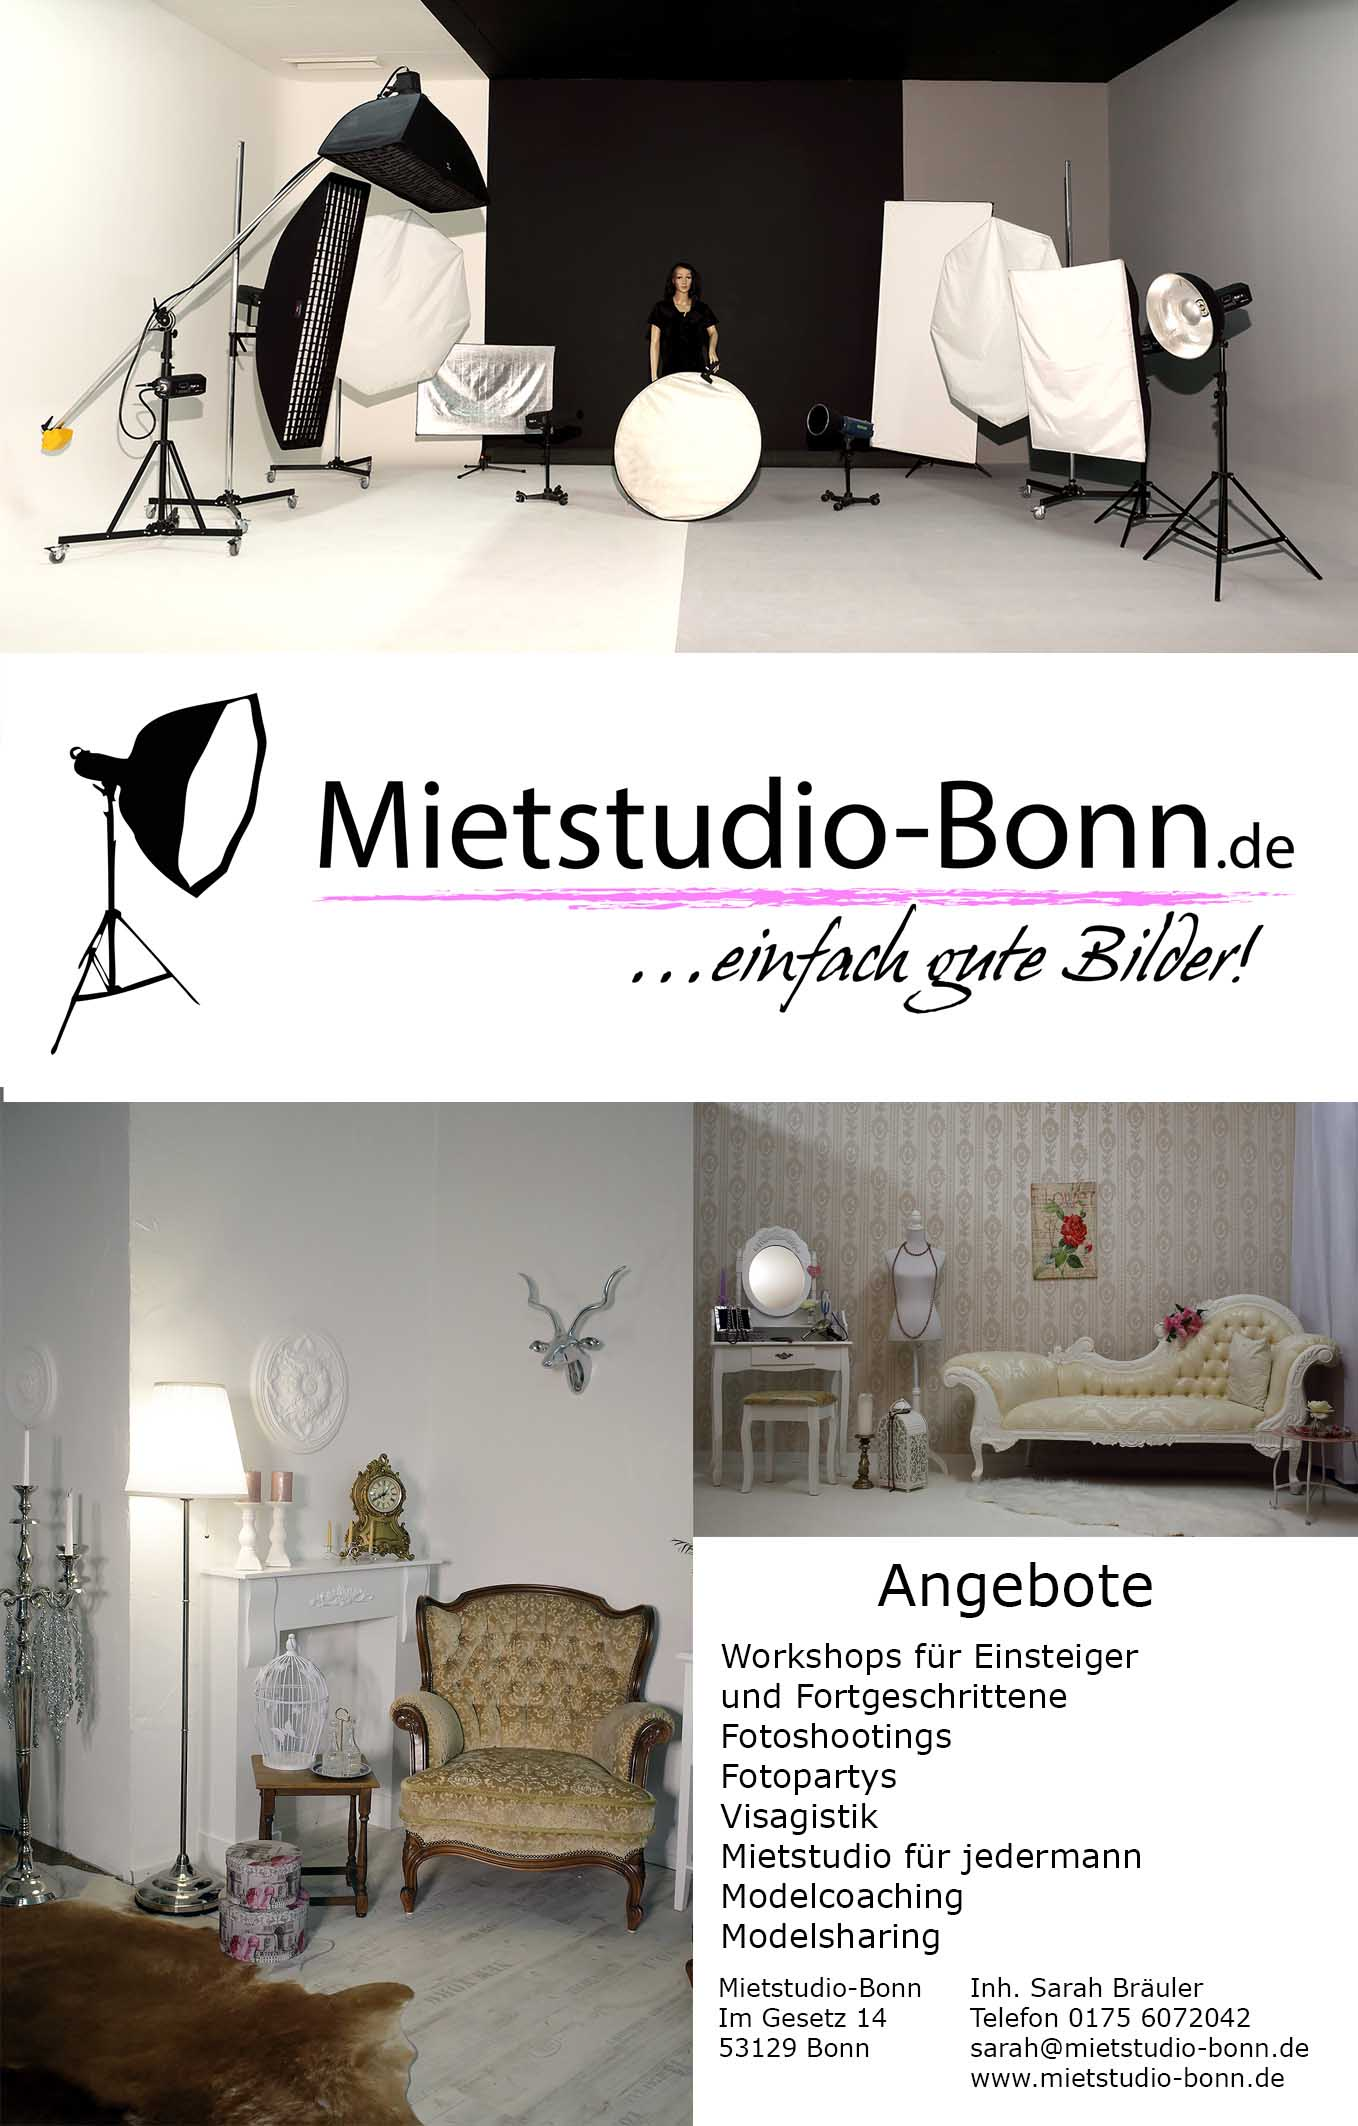 Mietstudio-Bonn.de
...einfach gute Bilder!
Angebote
Workshops für Einsteiger
und Fortgeschrittene
Fotoshootings
Fotopartys
Visagistik
Mietstudio für jedermann
Modelcoaching
Modelsharing
Mietstudio-Bonn
Im Gesetz 14
53129 Bonn
Inh. Sarah Bräuler
Telefon 0175 6072042
sarah@mietstudio-bonn.de
www.mietstudio-bonn.de